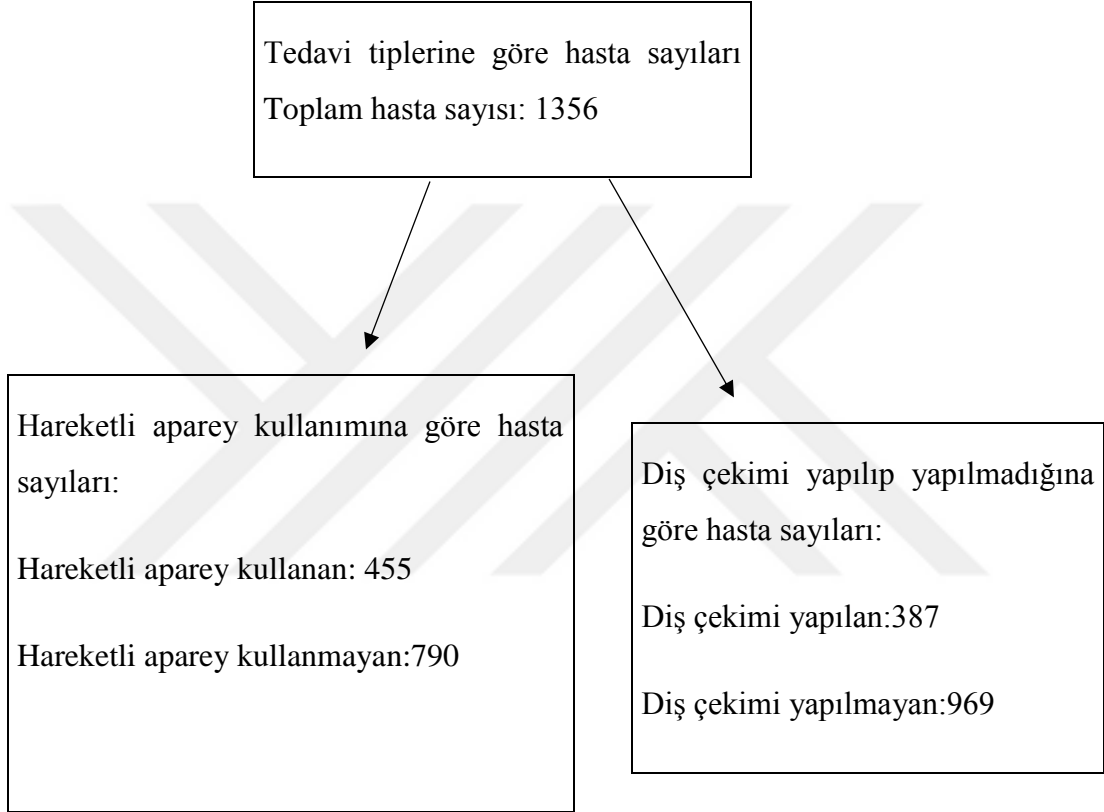 Tedavi tiplerine göre hasta sayıları
Toplam hasta sayısı: 1356
Hareketli aparey kullanımına göre hasta
sayıları:
Hareketli aparey kullanan: 455
Hareketli aparey kullanmayan:790
Diş çekimi yapılıp yapılmadığına
göre hasta sayıları:
Diş çekimi yapılan:387
Diş çekimi yapılmayan:969